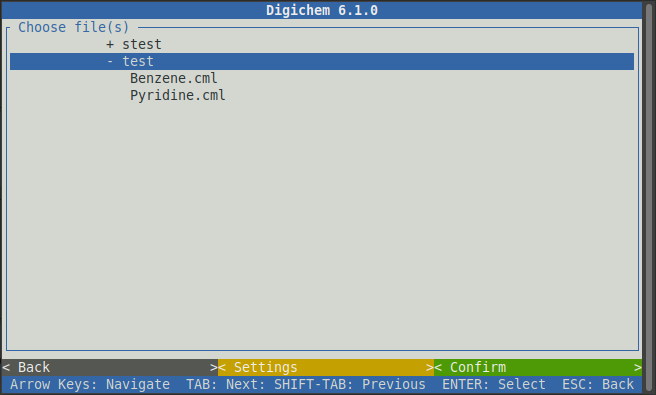 Digichem 6.1.0
Choose file(s)
+ stest
- test
Benzene.cml
Pyridine.cml
< Back >< Settings >< Confirm >
Arrow Keys: Navigate TAB: Next: SHIFT-TAB: Previous ENTER: Select ESC: Back